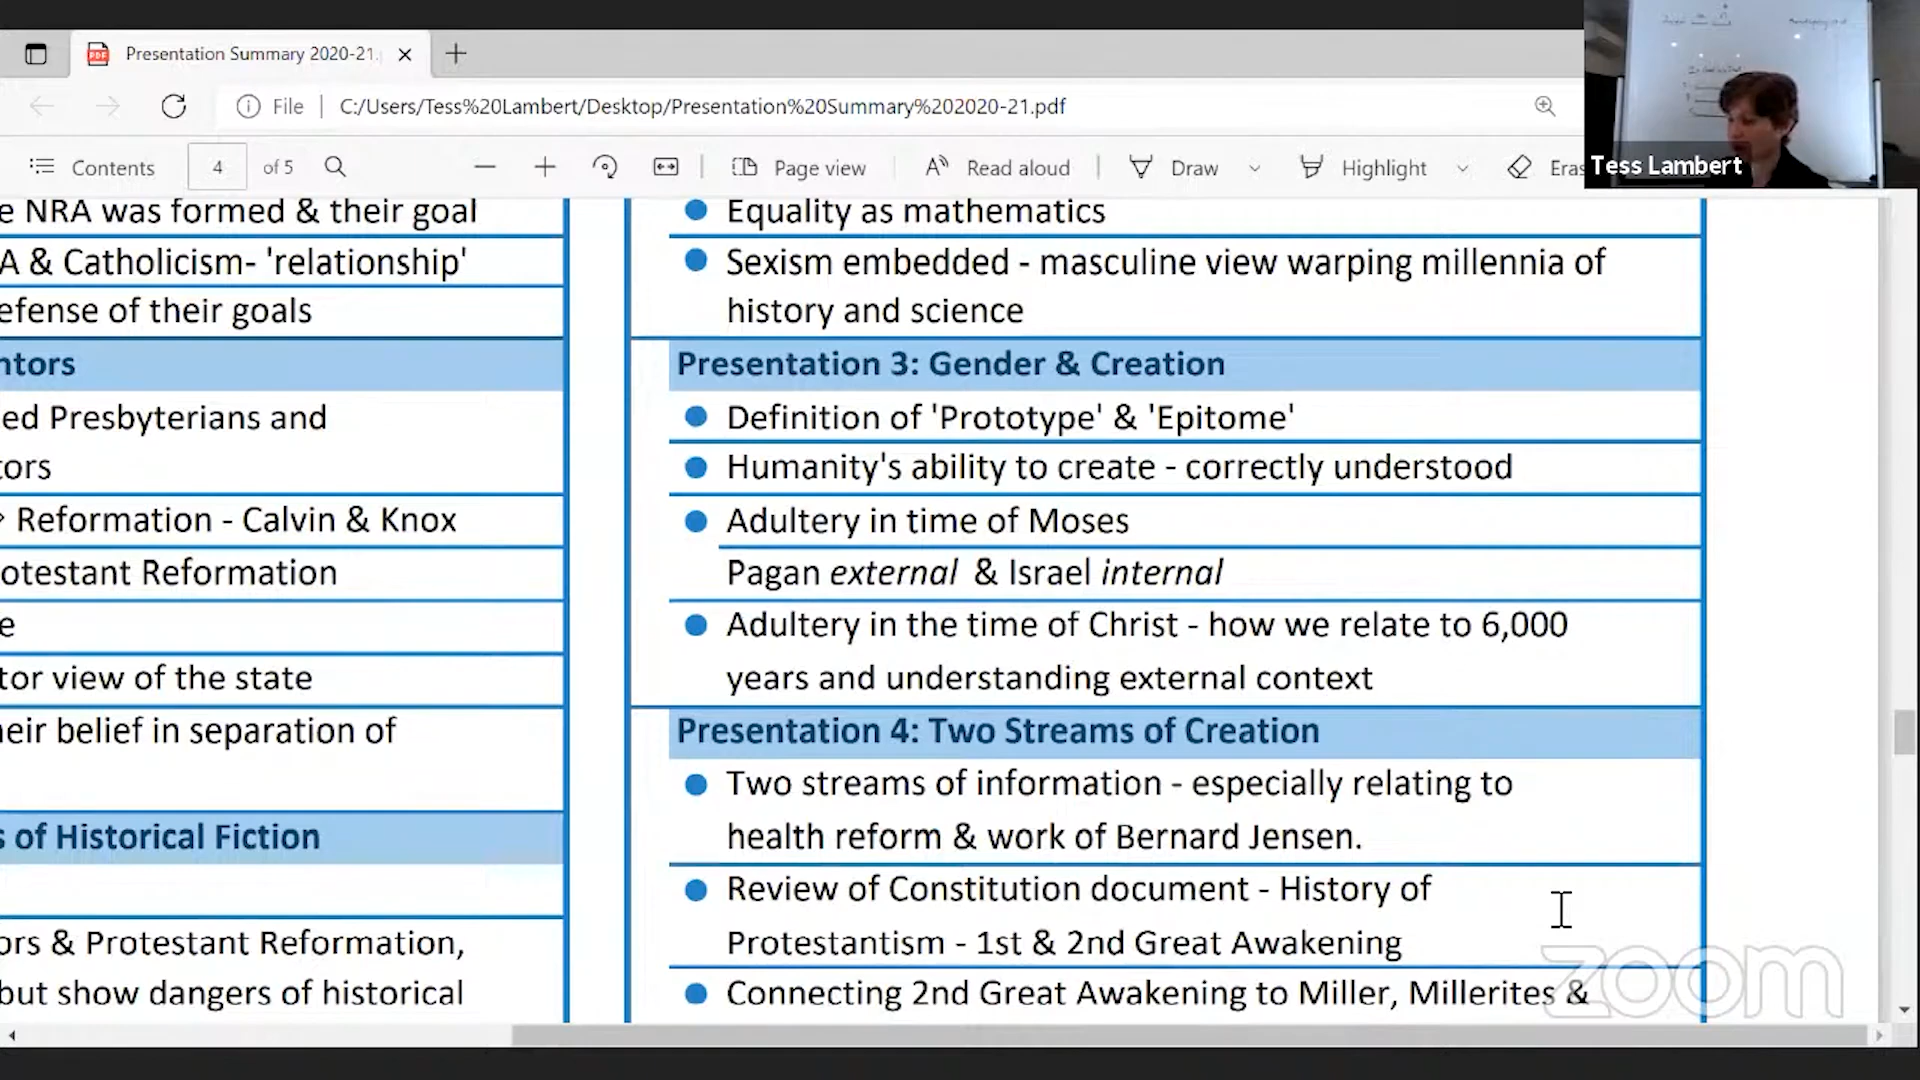 Presentation Summary 2020-21.
File
C:/Users/Tess%20Lambert/Desktop/Presentation%20Summary%202020-21.pdf
Contents
4
of 5
Page view
Read aloud
Draw
Highlight
Eras
Tess Lambert
e NRA was formed & their goal
A & Catholicism- 'relationship'
efense of their goals
ntors
ed Presbyterians and
tors
Reformation - Calvin & Knox
otestant Reformation
e
tor view of the state
heir belief in separation of
s of Historical Fiction
ors & Protestant Reformation,
but show dangers of historical
Equality as mathematics
Sexism embedded - masculine view warping millennia of
history and science
Presentation 3: Gender & Creation
Definition of 'Prototype' & 'Epitome'
Humanity's ability to create - correctly understood
Adultery in time of Moses
Pagan external & Israel internal
Adultery in the time of Christ - how we relate to 6,000
years and understanding external context
Presentation 4: Two Streams of Creation
Two streams of information - especially relating to
health reform & work of Bernard Jensen.
Review of Constitution document - History of
Protestantism - 1st & 2nd Great Awakening
Connecting 2nd Great Awakening to Miller, Millerites &
zoom